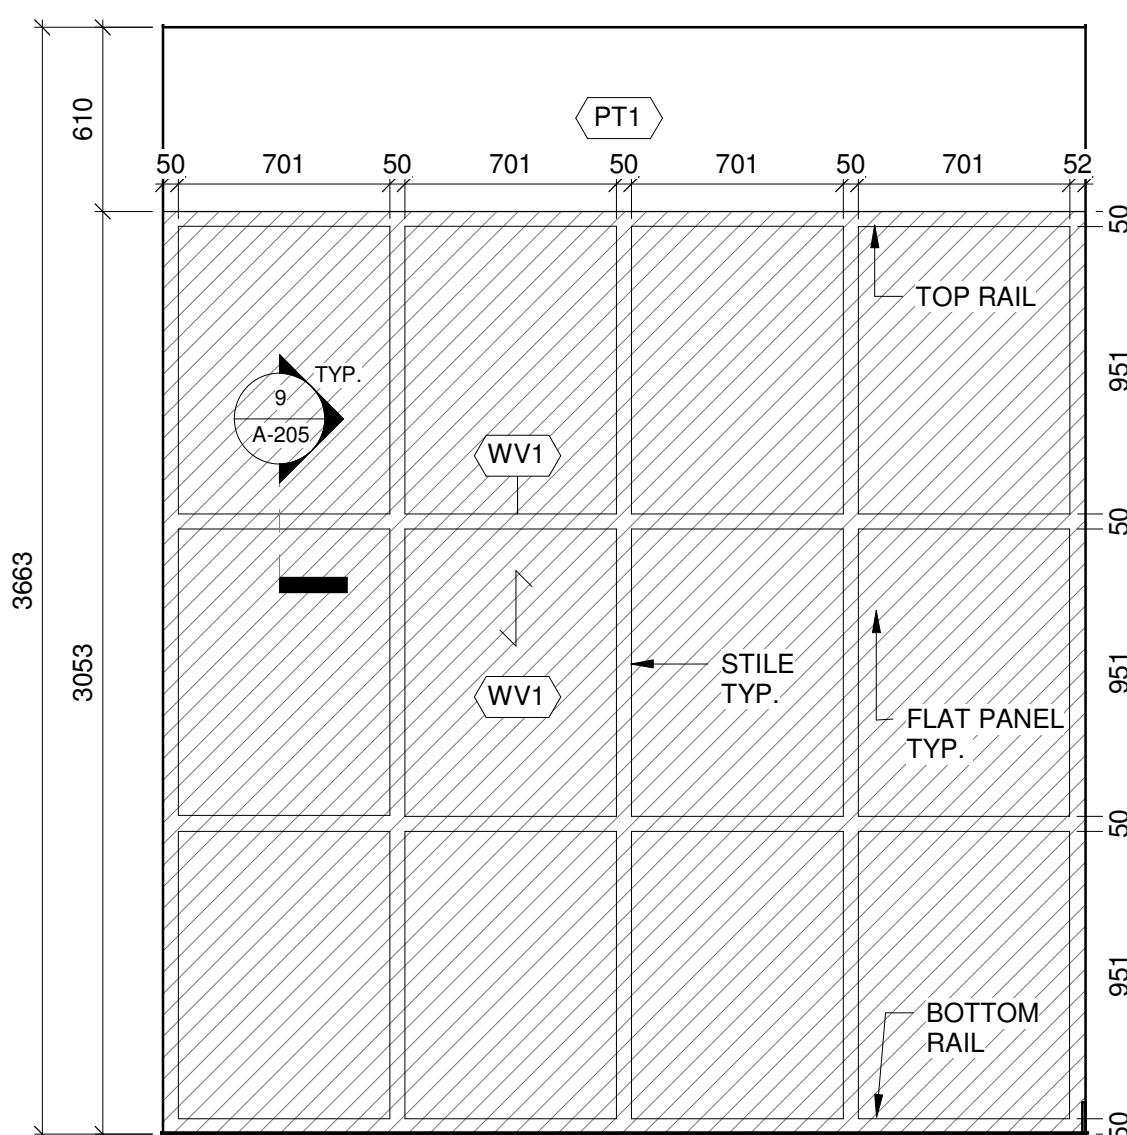 610
PT1
50 701 50 701 50 701 50 701 52
50
TOP RAIL
951
TYP.
9
A-205
WV1
50
3663
3053
STILE
TYP.
951
WV1
FLAT PANEL
TYP.
50
951
BOTTOM
RAIL
50